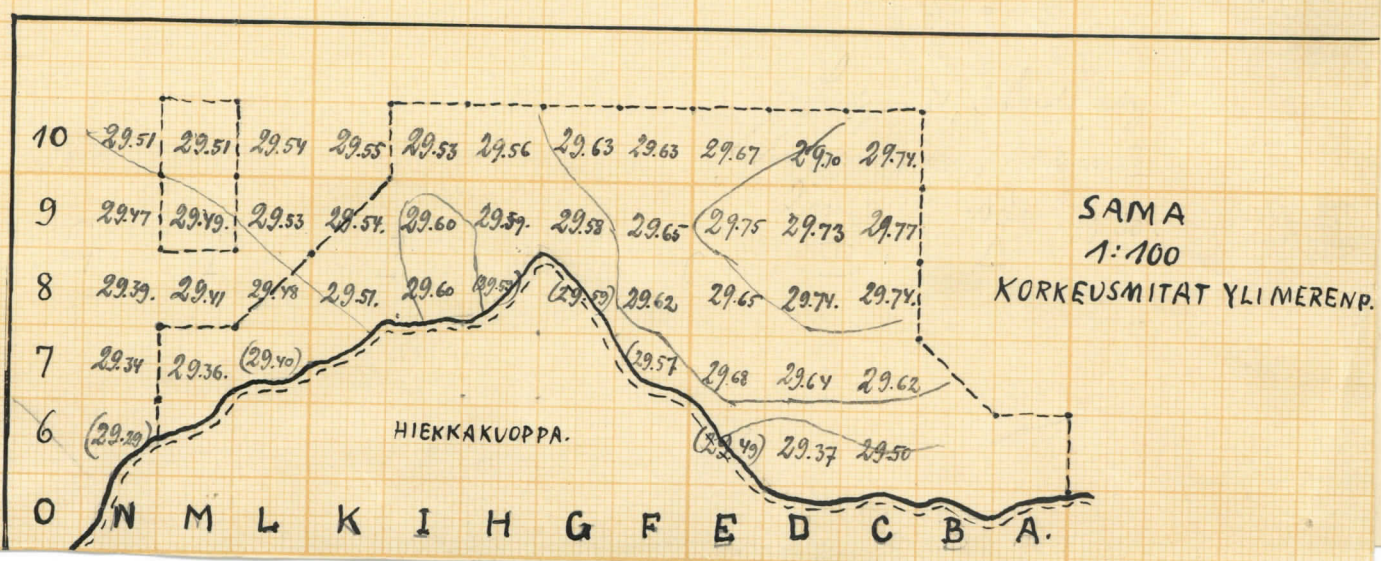 10 29.51 29.51 29.54 29.55 29.53 29.56 29.63 29.63 29.67 29.70 29.74.
9 29.47 29.49. 29.53 29.54. 29.60 29.59. 29.58 29.65 29.75 29.73 29.77
8 29.39. 29.41 29.48 29.51. 29.60 (29.59) (29.59) 29.62 29.65 29.74. 29.74.
7 29.34 29.36. (29.40) (29.57 29.68 29.64 29.62
6 (29.29) (29.49) 29.37 29.50
HIEKKAKUOPPA.
0 N M L K I H G F E D C B A.
SAMA
1:100
KORKEUSMITAT YLI MERENP.